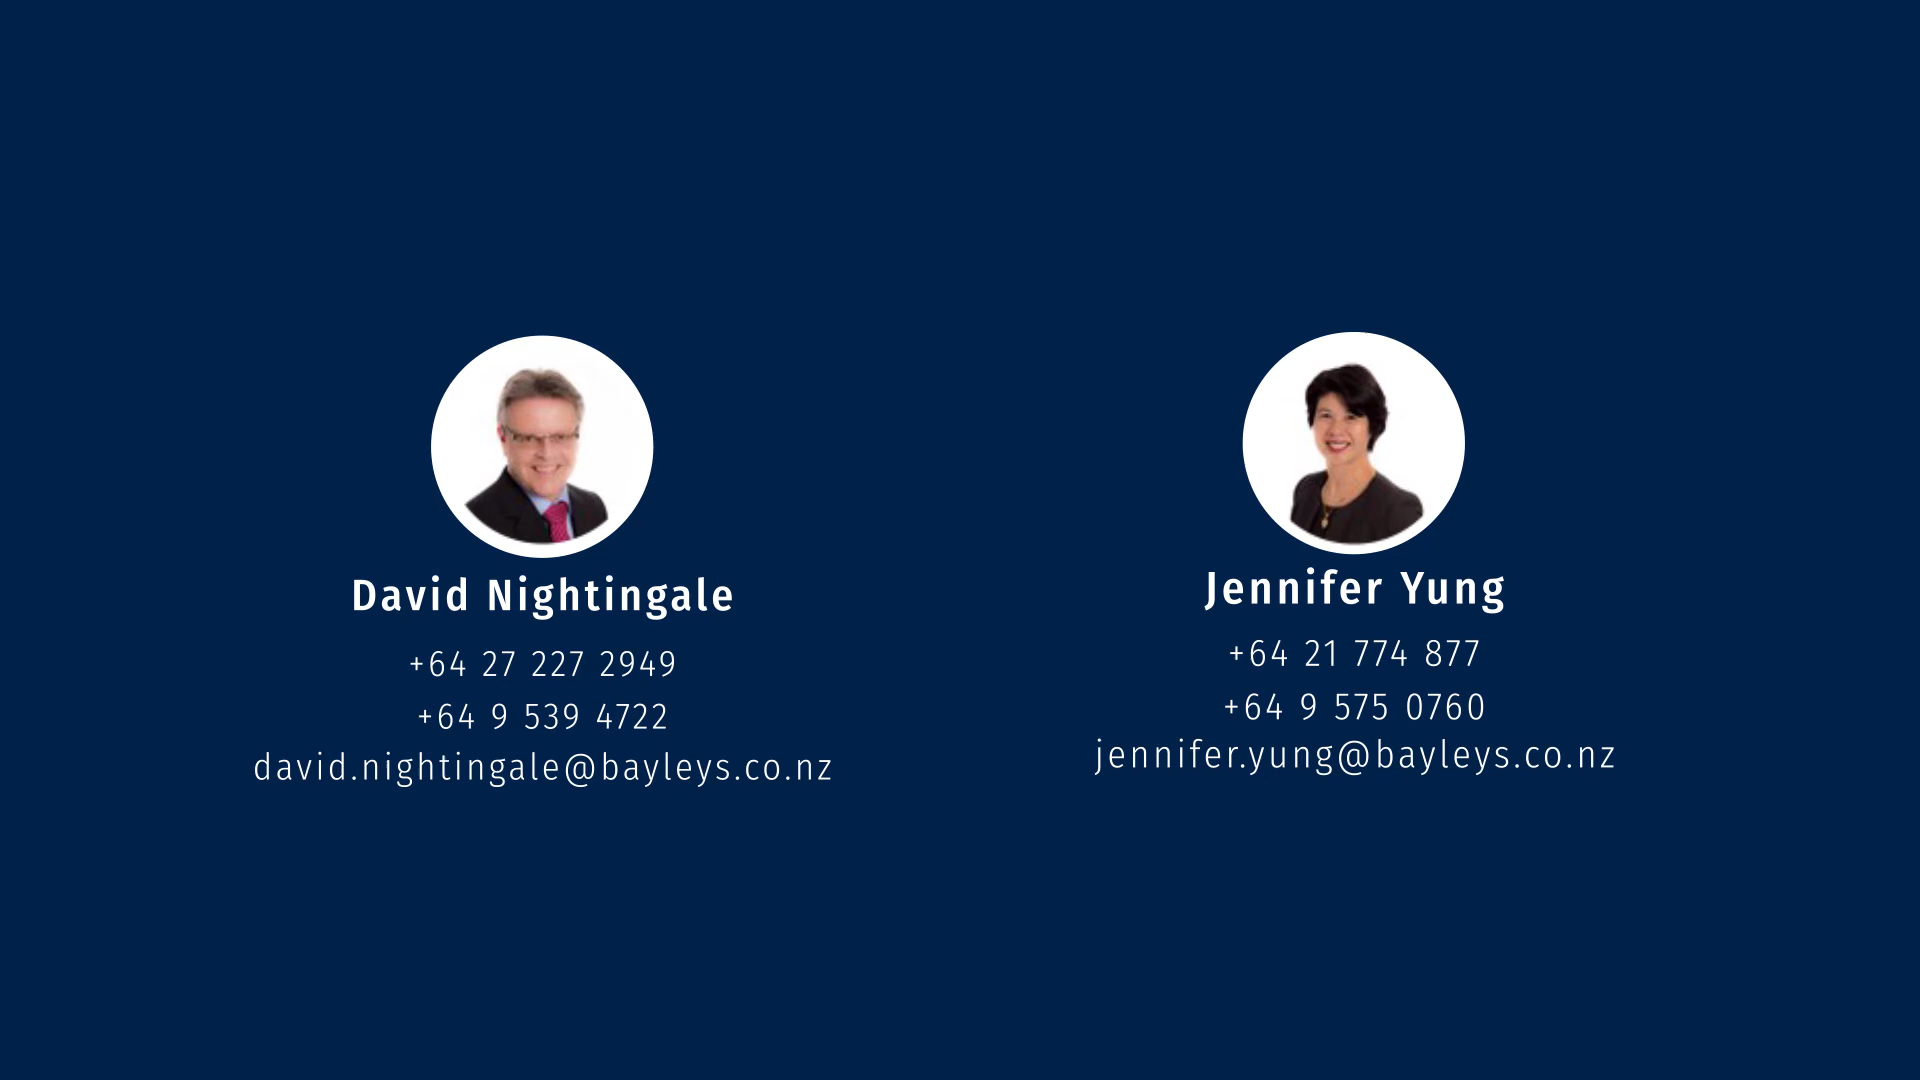 David Nightingale
+64 27 227 2949
+64 9 539 4722
david.nightingale@bayleys.co.nz
Jennifer Yung
+64 21 774 877
+64 9 575 0760
jennifer.yung@bayleys.co.nz